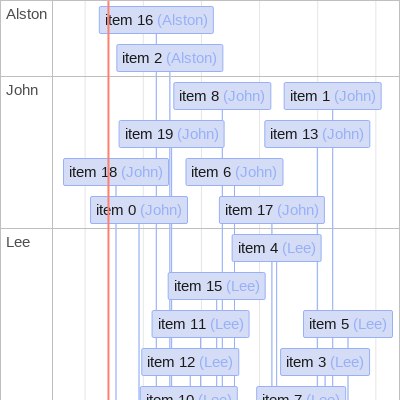 Alston
item 16 (Alston)
item 2 (Alston)
John
item 8 (John)
item 1 (John)
item 19 (John)
item 13 (John)
item 18 (John)
item 6 (John)
item 0 (John)
item 17 (John)
Lee
item 4 (Lee)
item 15 (Lee)
item 11 (Lee)
item 5 (Lee)
item 12 (Lee)
item 3 (Lee)
item 10 (Lee)
item 7 (Lee)